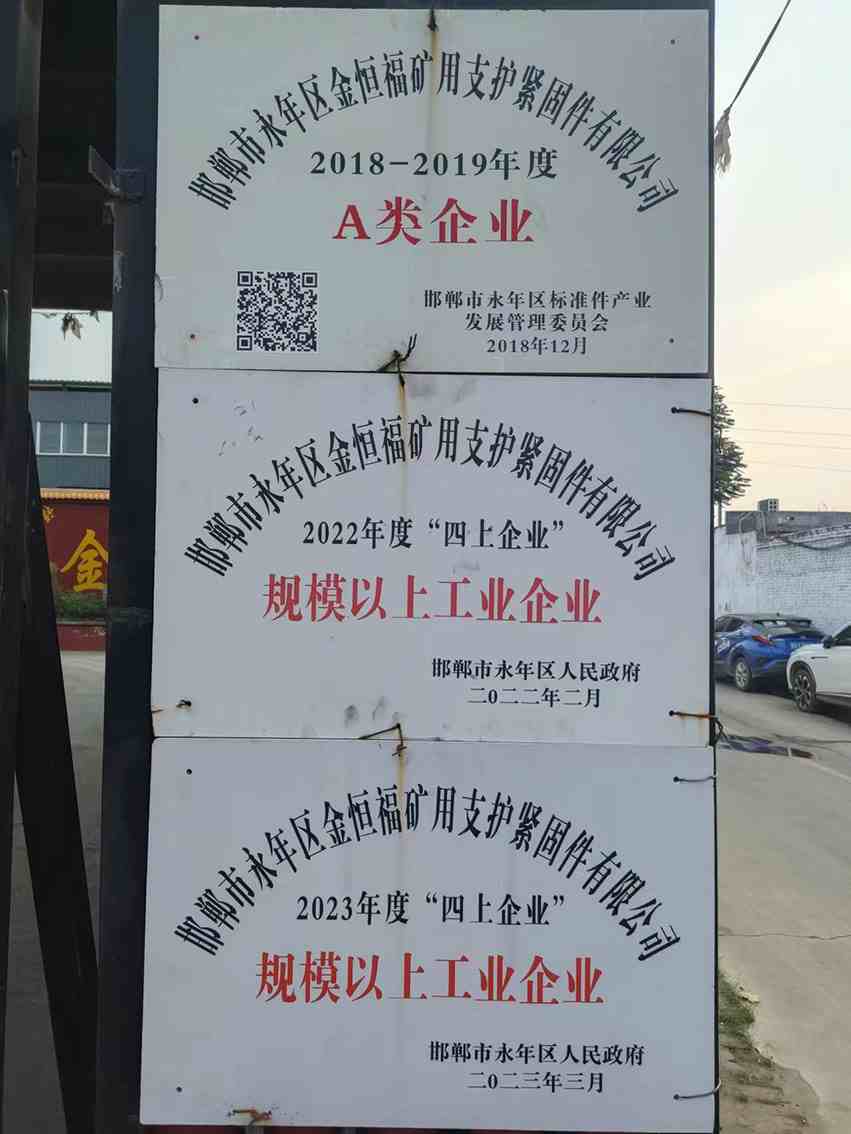 邯郸市永年区金恒福矿用支护紧固件有限公司
2018-2019年度
A类企业
邯郸市永年区标准件产业
发展管理委员会
2018年12月
邯郸市永年区金恒福矿用支护紧固件有限公司
2022年度“四上企业”
规模以上工业企业
邯郸市永年区人民政府
二〇二二年二月
邯郸市永年区金恒福矿用支护紧固件有限公司
2023年度“四上企业”
规模以上工业企业
邯郸市永年区人民政府
二〇二三年三月
金